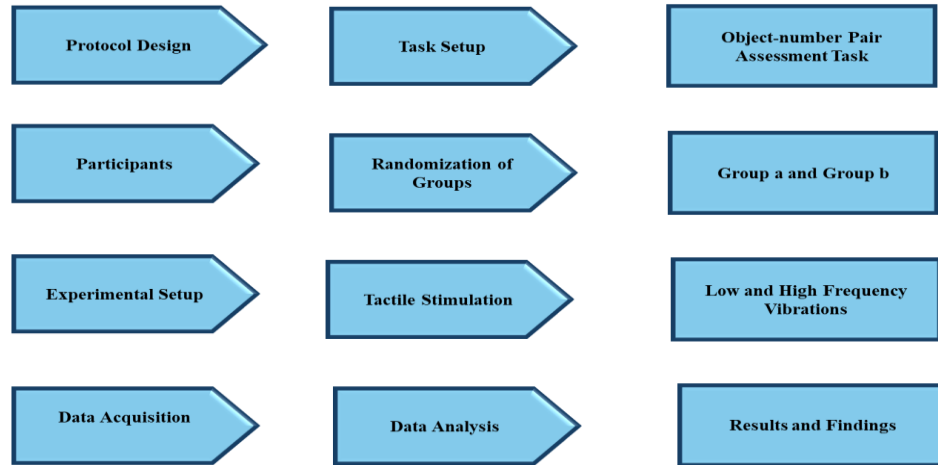 Protocol Design
Task Setup
Object-number Pair
Assessment Task
Participants
Randomization of
Groups
Group a and Group b
Experimental Setup
Tactile Stimulation
Low and High Frequency
Vibrations
Data Acquisition
Data Analysis
Results and Findings